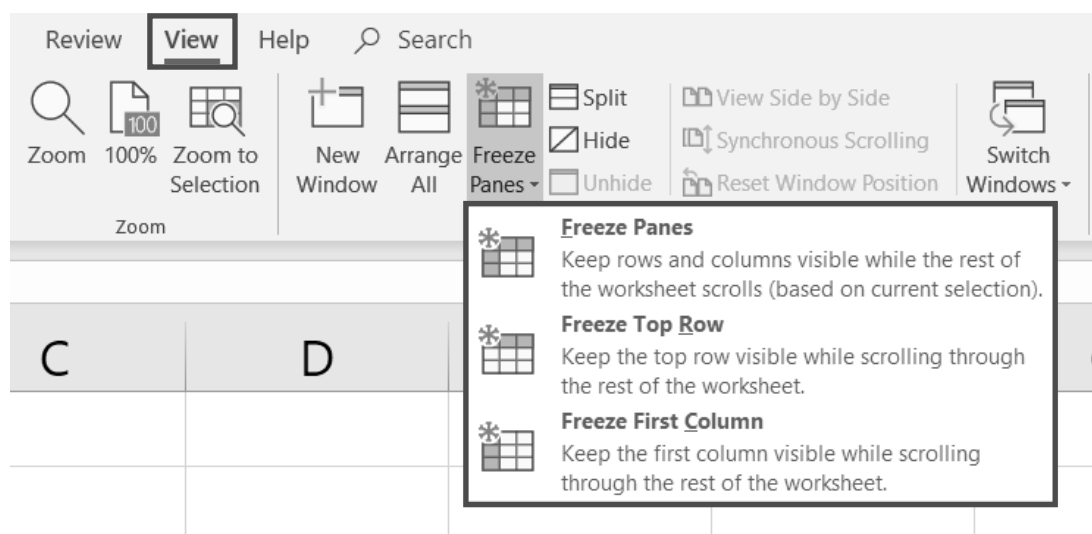 Review View Help Search
Split View Side by Side
100
Hide Synchronous Scrolling
Zoom 100% Zoom to New Arrange Freeze Switch
Selection Window All Panes Unhide Reset Window Position Windows
Zoom
Freeze Panes
Keep rows and columns visible while the rest of
the worksheet scrolls (based on current selection).
Freeze Top Row
Keep the top row visible while scrolling through
the rest of the worksheet.
Freeze First Column
Keep the first column visible while scrolling
through the rest of the worksheet.
C D